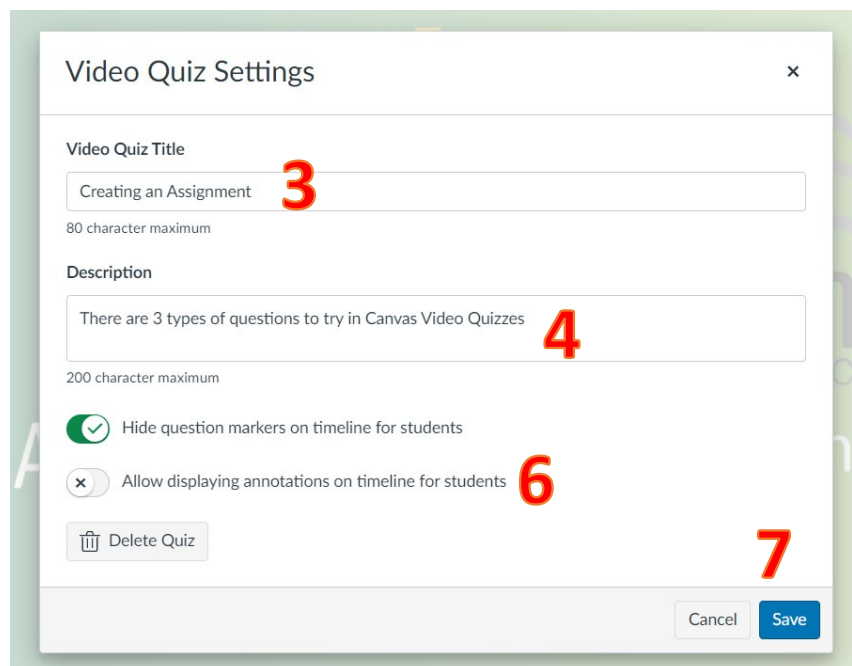 Video Quiz Settings
Video Quiz Title
Creating an Assignment 3
80 character maximum
Description
There are 3 types of questions to try in Canvas Video Quizzes 4
200 character maximum
Hide question markers on timeline for students
Allow displaying annotations on timeline for students 6
Delete Quiz
7
Cancel Save